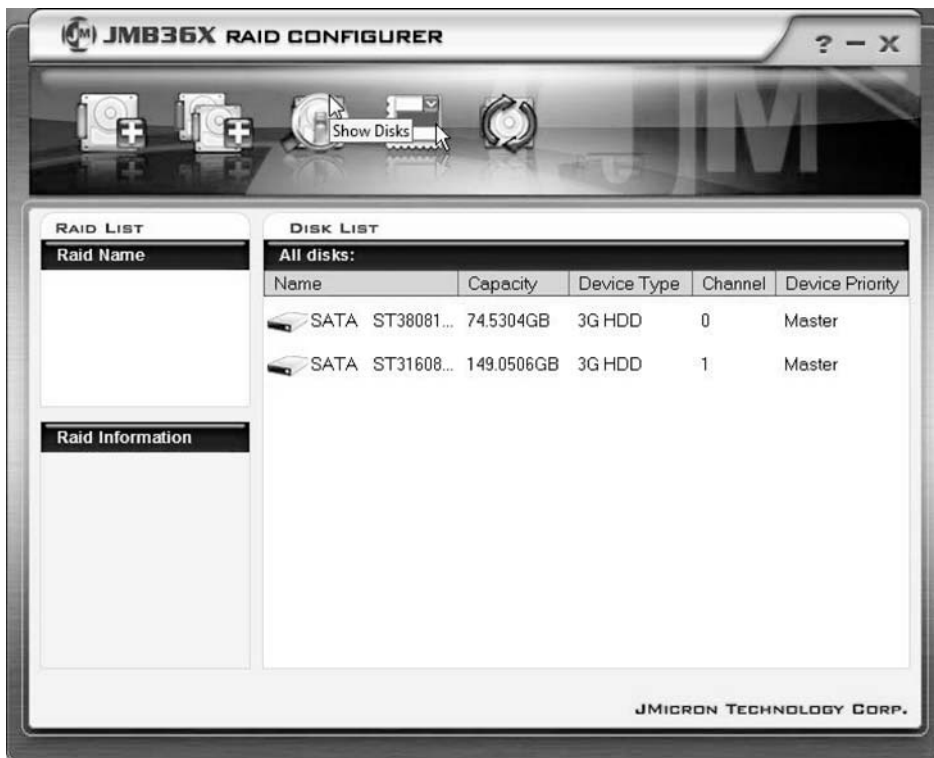 JM JMB36X RAID CONFIGURER
? – X
Show Disks
JM
RAID LIST
Raid Name
Raid Information
DISK LIST
All disks:
Name Capacity Device Type Channel Device Priority
SATA ST38081... 74.5304GB 3G HDD 0 Master
SATA ST31608... 149.0506GB 3G HDD 1 Master
JMICRON TECHNOLOGY CORP.